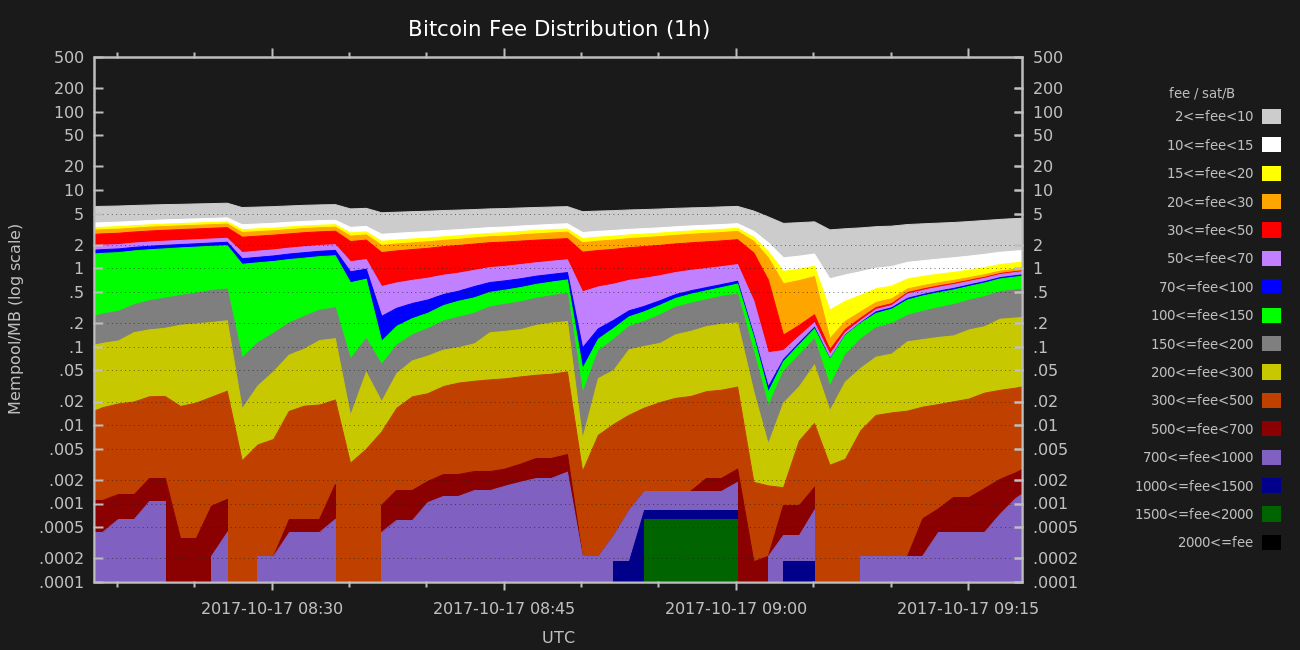 Bitcoin Fee Distribution (1h)
500 500
200 200
100 100
50 50
20 20
10 10
5 5
2 2
1 1
.5 .5
.2 .2
.1 .1
.05 .05
.02 .02
.01 .01
.005 .005
.002 .002
.001 .001
.0005 .0005
.0002 .0002
.0001 .0001
Mempool/MB (log scale)
2017-10-17 08:30 2017-10-17 08:45 2017-10-17 09:00 2017-10-17 09:15
UTC
fee / sat/B
2<=fee<10
10<=fee<15
15<=fee<20
20<=fee<30
30<=fee<50
50<=fee<70
70<=fee<100
100<=fee<150
150<=fee<200
200<=fee<300
300<=fee<500
500<=fee<700
700<=fee<1000
1000<=fee<1500
1500<=fee<2000
2000<=fee